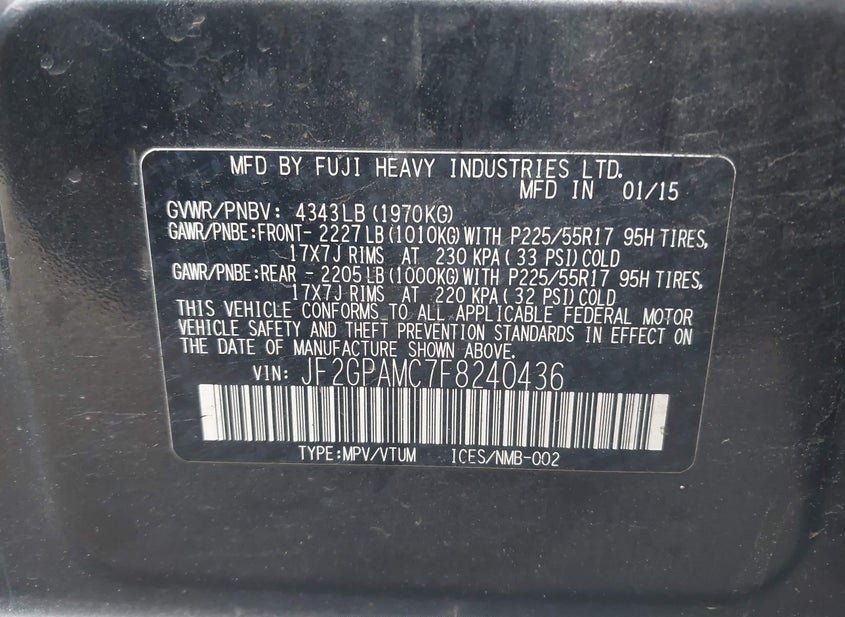 MFD BY FUJI HEAVY INDUSTRIES LTD.
MFD IN 01/15
GVWR/PNBV: 4343LB (1970KG)
GAWR/PNBE:FRONT- 2227LB (1010KG) WITH P225/55R17 95H TIRES,
17X7J RIMS AT 230 KPA ( 33 PSI) COLD
GAWR/PNBE:REAR - 2205LB (1000KG) WITH P225/55R17 95H TIRES,
17X7J RIMS AT 220 KPA ( 32 PSI) COLD
THIS VEHICLE CONFORMS TO ALL APPLICABLE FEDERAL MOTOR
VEHICLE SAFETY AND THEFT PREVENTION STANDARDS IN EFFECT ON
THE DATE OF MANUFACTURE SHOWN ABOVE.
VIN: JF2GPAMC7F8240436
TYPE:MPV/VTUM ICES/NMB-002